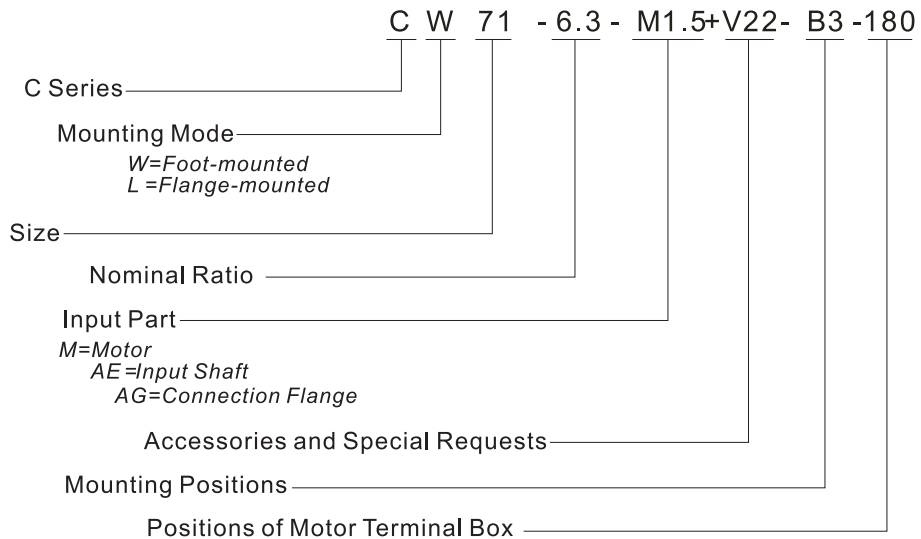 C W 71 - 6.3 - M1.5+V22- B3 -180
C Series
Mounting Mode
W=Foot-mounted
L =Flange-mounted
Size
Nominal Ratio
Input Part
M=Motor
AE =Input Shaft
AG=Connection Flange
Accessories and Special Requests
Mounting Positions
Positions of Motor Terminal Box